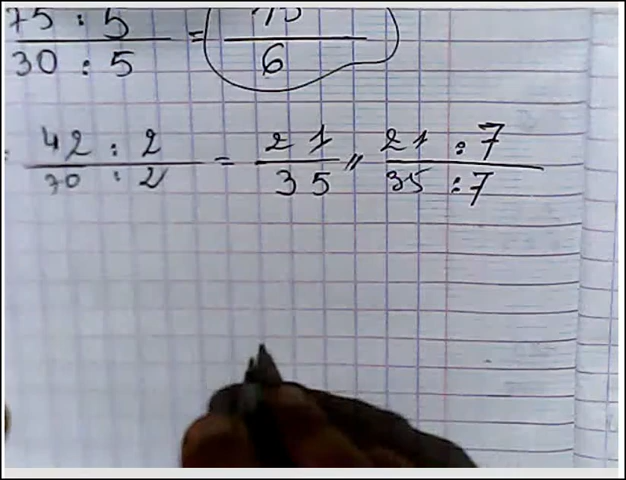 75 : 5 =
30 : 5 6
42 : 2 = 21 = 21 : 7
70 : 2 35 35 : 7